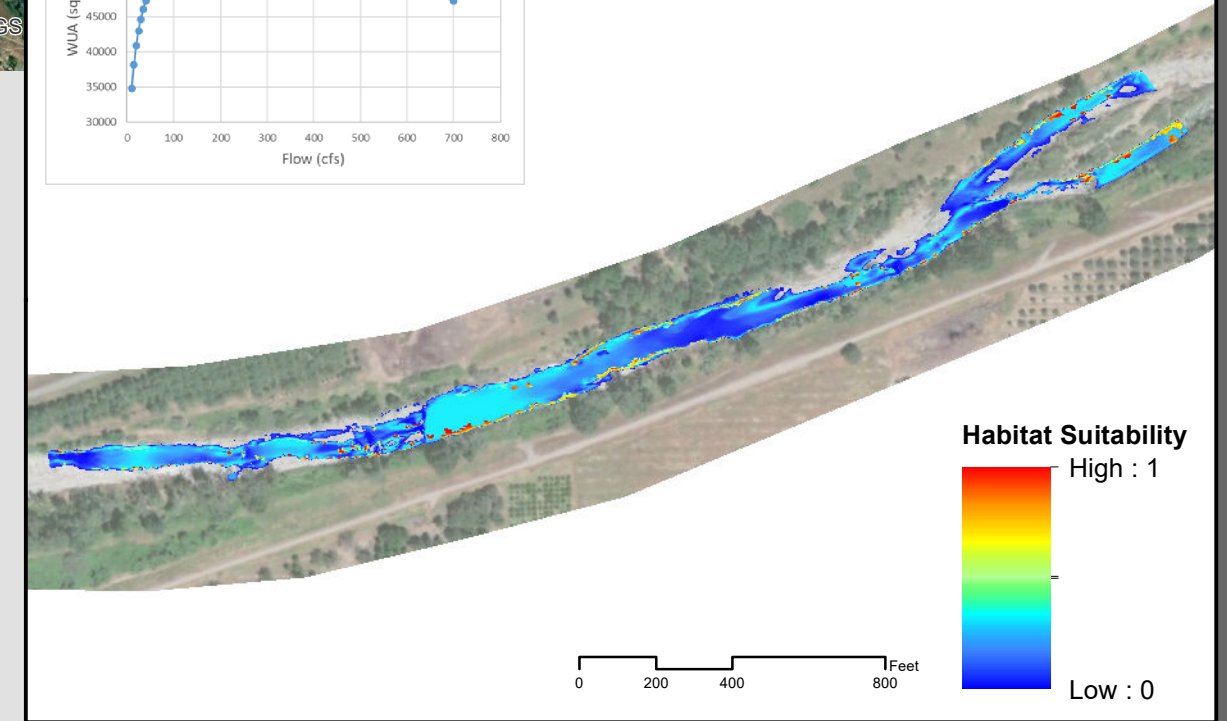 GS
WUA (sq
45000
40000
35000
30000
0 100 200 300 400 500 600 700 800
Flow (cfs)
Habitat Suitability
High : 1
Low : 0
Feet
0 200 400 800